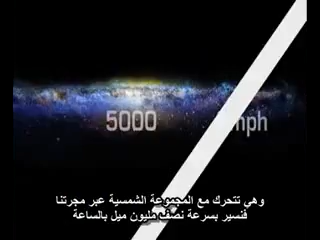 5000 mph
وهي تتحرك مع المجموعة الشمسية عبر مجرتنا
فنسير بسرعة نصف مليون ميل بالساعة